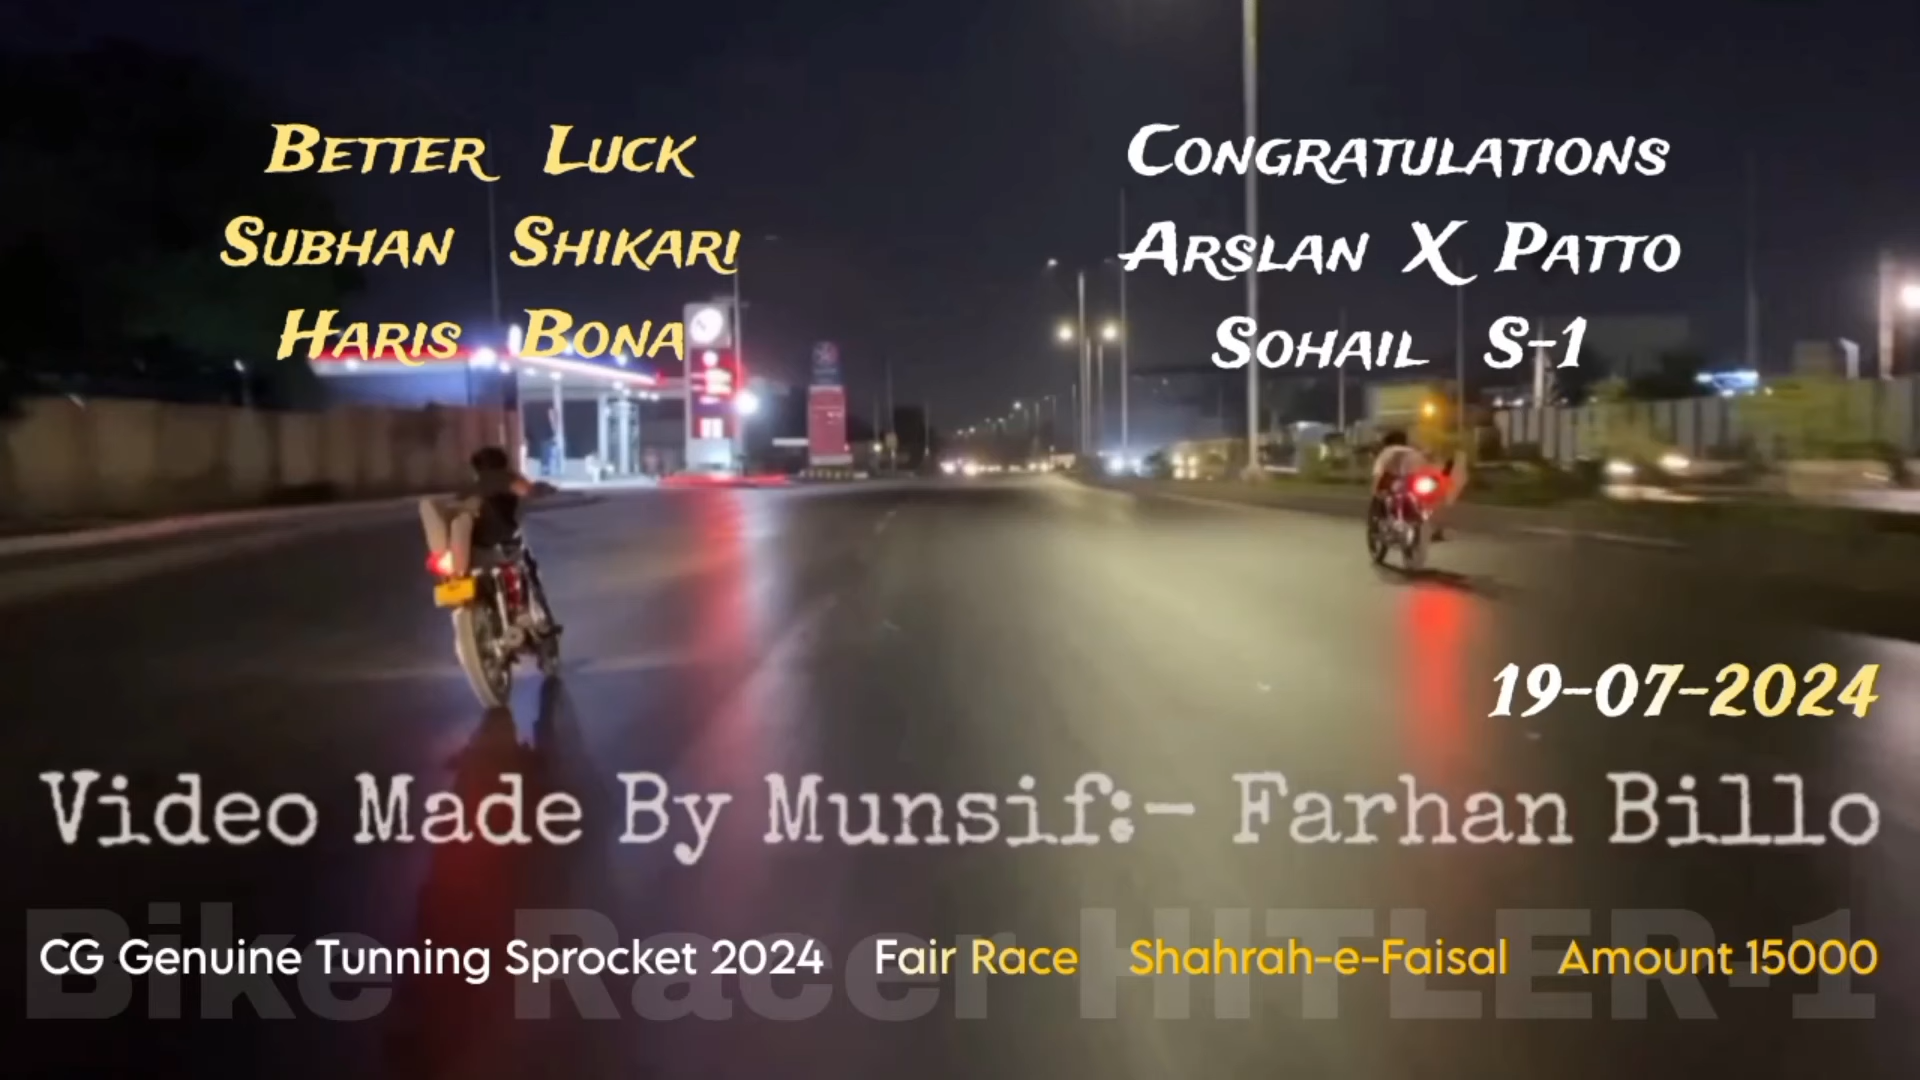 Better Luck
Subhan Shikari
Haris Bona
Congratulations
Arslan X Patto
Sohail S-1
19-07-2024
Video Made By Munsif:- Farhan Billo
CG Genuine Tunning Sprocket 2024 Fair Race Shahrah-e-Faisal Amount 15000
Bike Racer HITLER-1